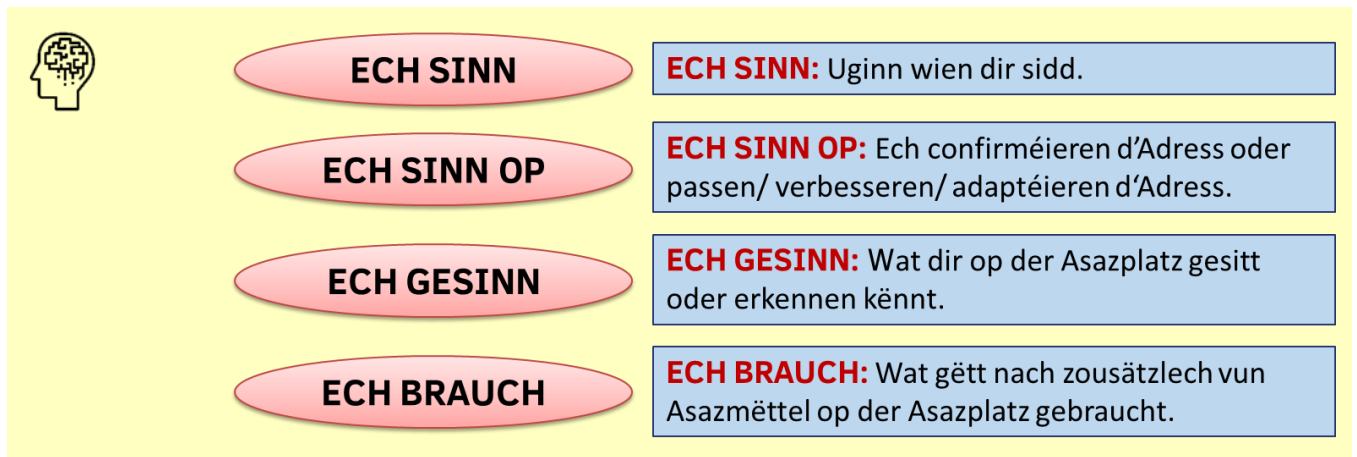 ECH SINN
ECH SINN: Uginn wien dir sidd.
ECH SINN OP
ECH SINN OP: Ech confirméieren d’Adress oder
passen/ verbesseren/ adaptéieren d‘Adress.
ECH GESINN
ECH GESINN: Wat dir op der Asazplatz gesitt
oder erkennen kënnt.
ECH BRAUCH
ECH BRAUCH: Wat gëtt nach zousätzlech vun
Asazmëttel op der Asazplatz gebraucht.